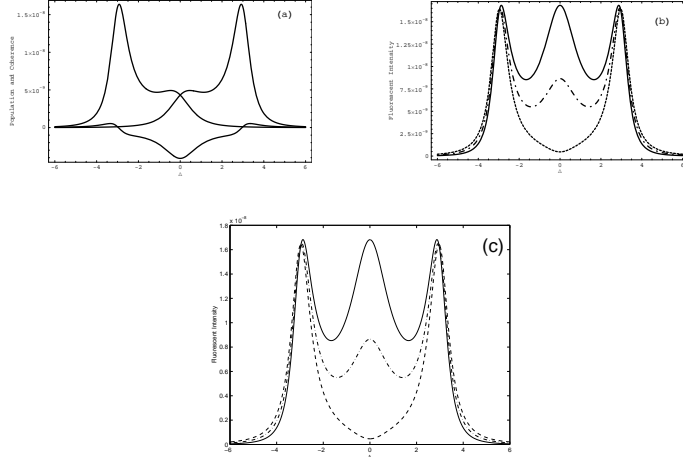 (a)
Population and Coherence
1.5×10⁻⁸
1×10⁻⁸
5×10⁻⁹
0
-6 -4 -2 0 2 4 6
Δ
(b)
Fluorescent Intensity
1.5×10⁻⁸
1.25×10⁻⁸
1×10⁻⁸
7.5×10⁻⁹
5×10⁻⁹
2.5×10⁻⁹
0
-6 -4 -2 0 2 4 6
Δ
(c)
Fluorescent Intensity
1.8
1.6
1.4
1.2
1
0.8
0.6
0.4
0.2
0
-6 -4 -2 0 2 4 6